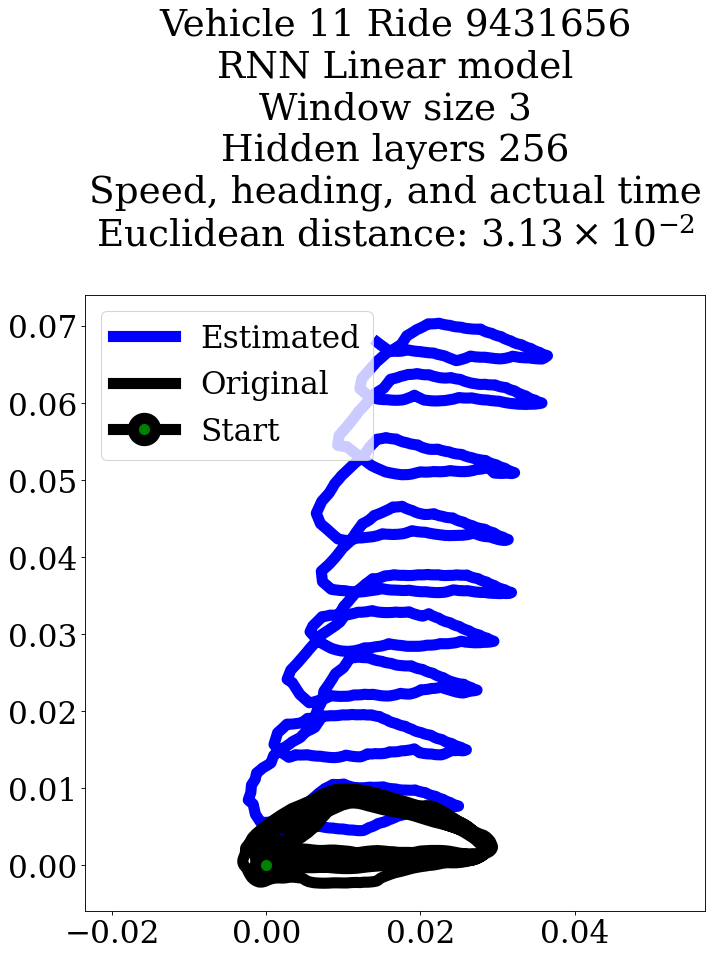 Vehicle 11 Ride 9431656
RNN Linear model
Window size 3
Hidden layers 256
Speed, heading, and actual time
Euclidean distance: 3.13 × 10⁻²
Estimated
Original
Start
0.07
0.06
0.05
0.04
0.03
0.02
0.01
0.00
−0.02 0.00 0.02 0.04